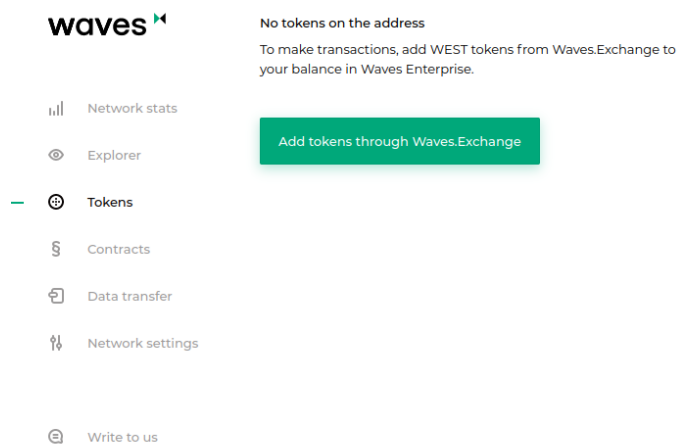 waves
No tokens on the address
To make transactions, add WEST tokens from Waves.Exchange to
your balance in Waves Enterprise.
Add tokens through Waves.Exchange
Network stats
Explorer
Tokens
§ Contracts
Data transfer
Network settings
Write to us